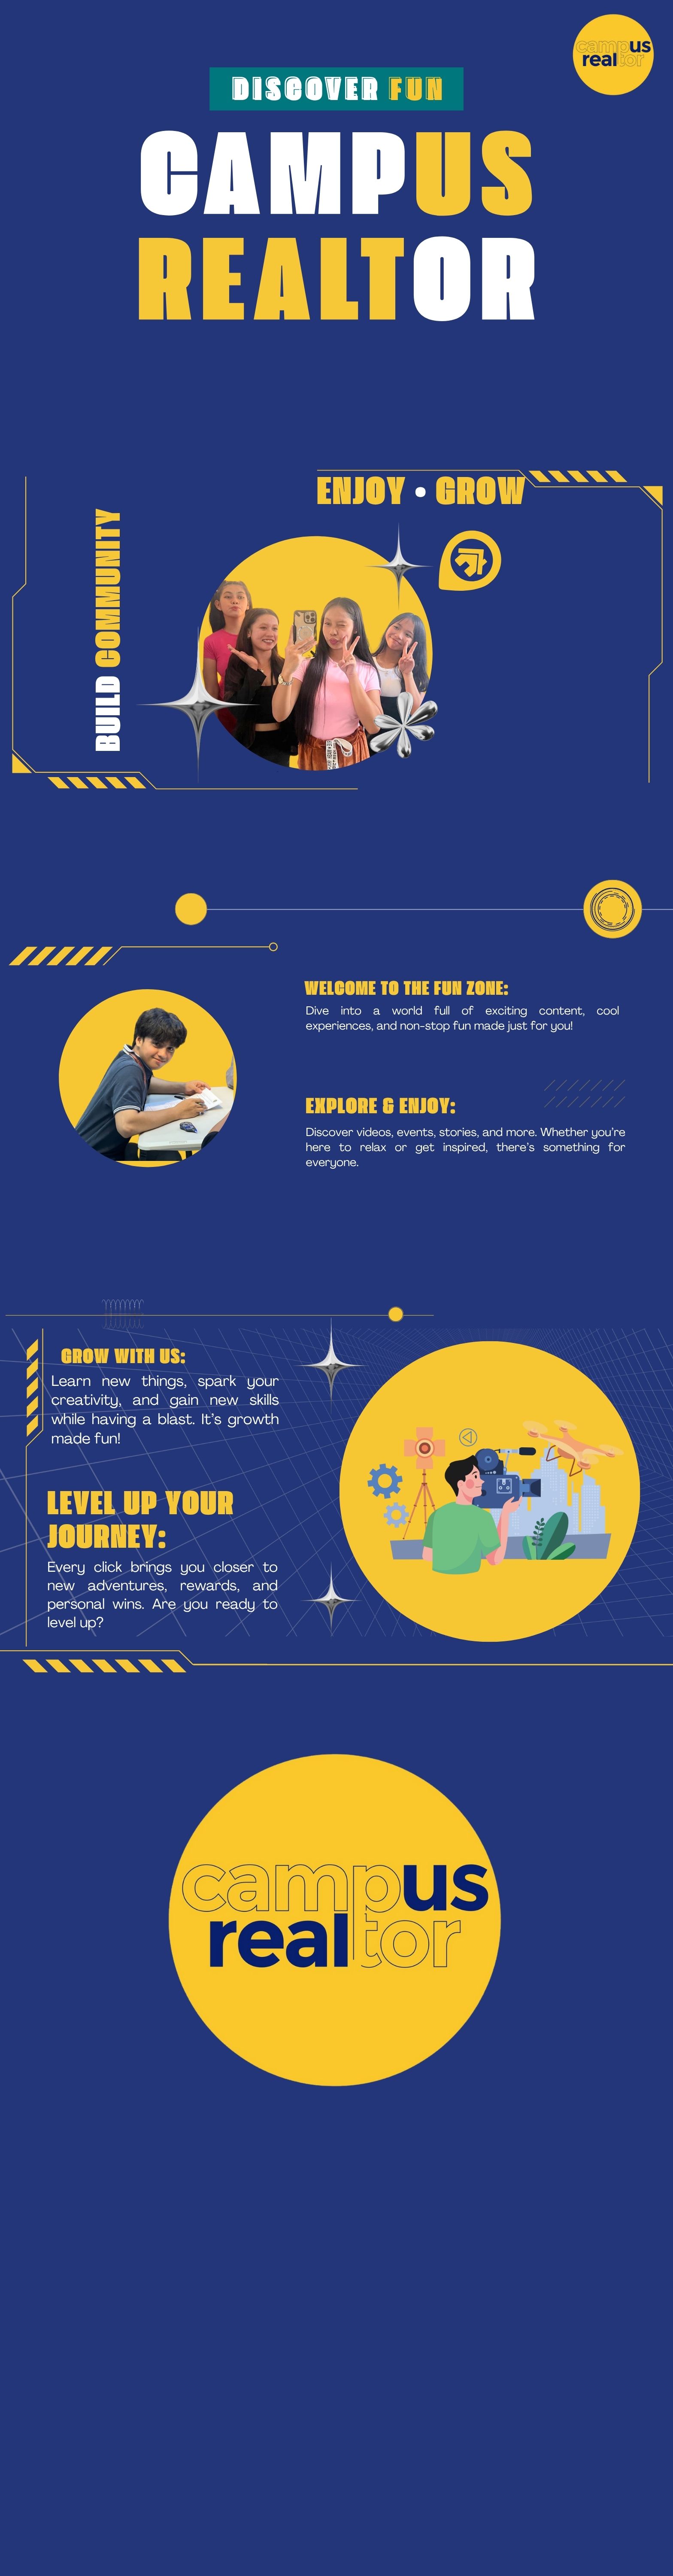 campus
realtor
DISCOVER FUN
CAMPUS
REALTOR
ENJOY • GROW
BUILD COMMUNITY
WELCOME TO THE FUN ZONE:
Dive into a world full of exciting content, cool
experiences, and non-stop fun made just for you!
EXPLORE & ENJOY:
Discover videos, events, stories, and more. Whether you're
here to relax or get inspired, there's something for
everyone.
GROW WITH US:
Learn new things, spark your
creativity, and gain new skills
while having a blast. It's growth
made fun!
LEVEL UP YOUR
JOURNEY:
Every click brings you closer to
new adventures, rewards, and
personal wins. Are you ready to
level up?
campus
realtor